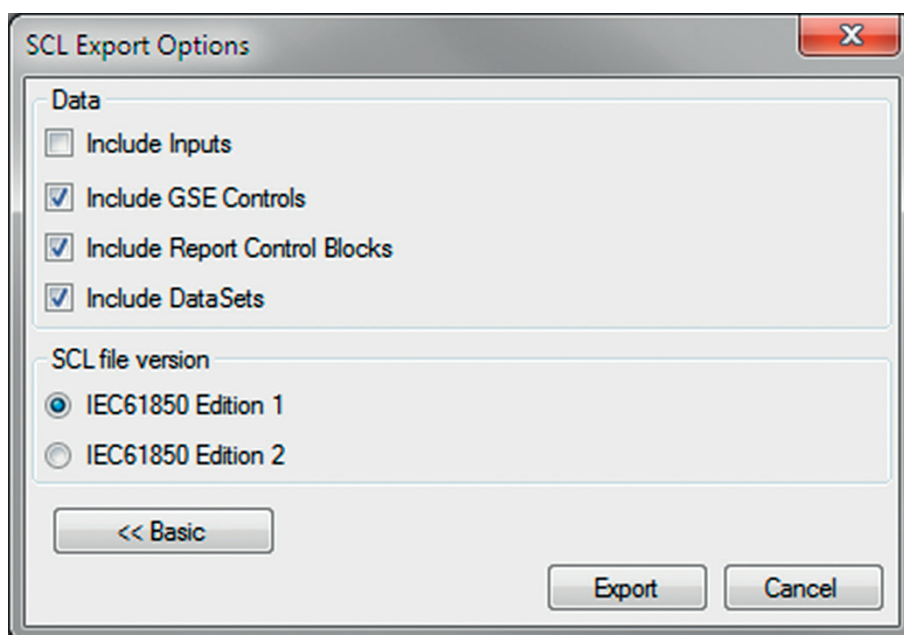 SCL Export Options
Data
Include Inputs
Include GSE Controls
Include Report Control Blocks
Include DataSets
SCL file version
IEC61850 Edition 1
IEC61850 Edition 2
<< Basic
Export Cancel